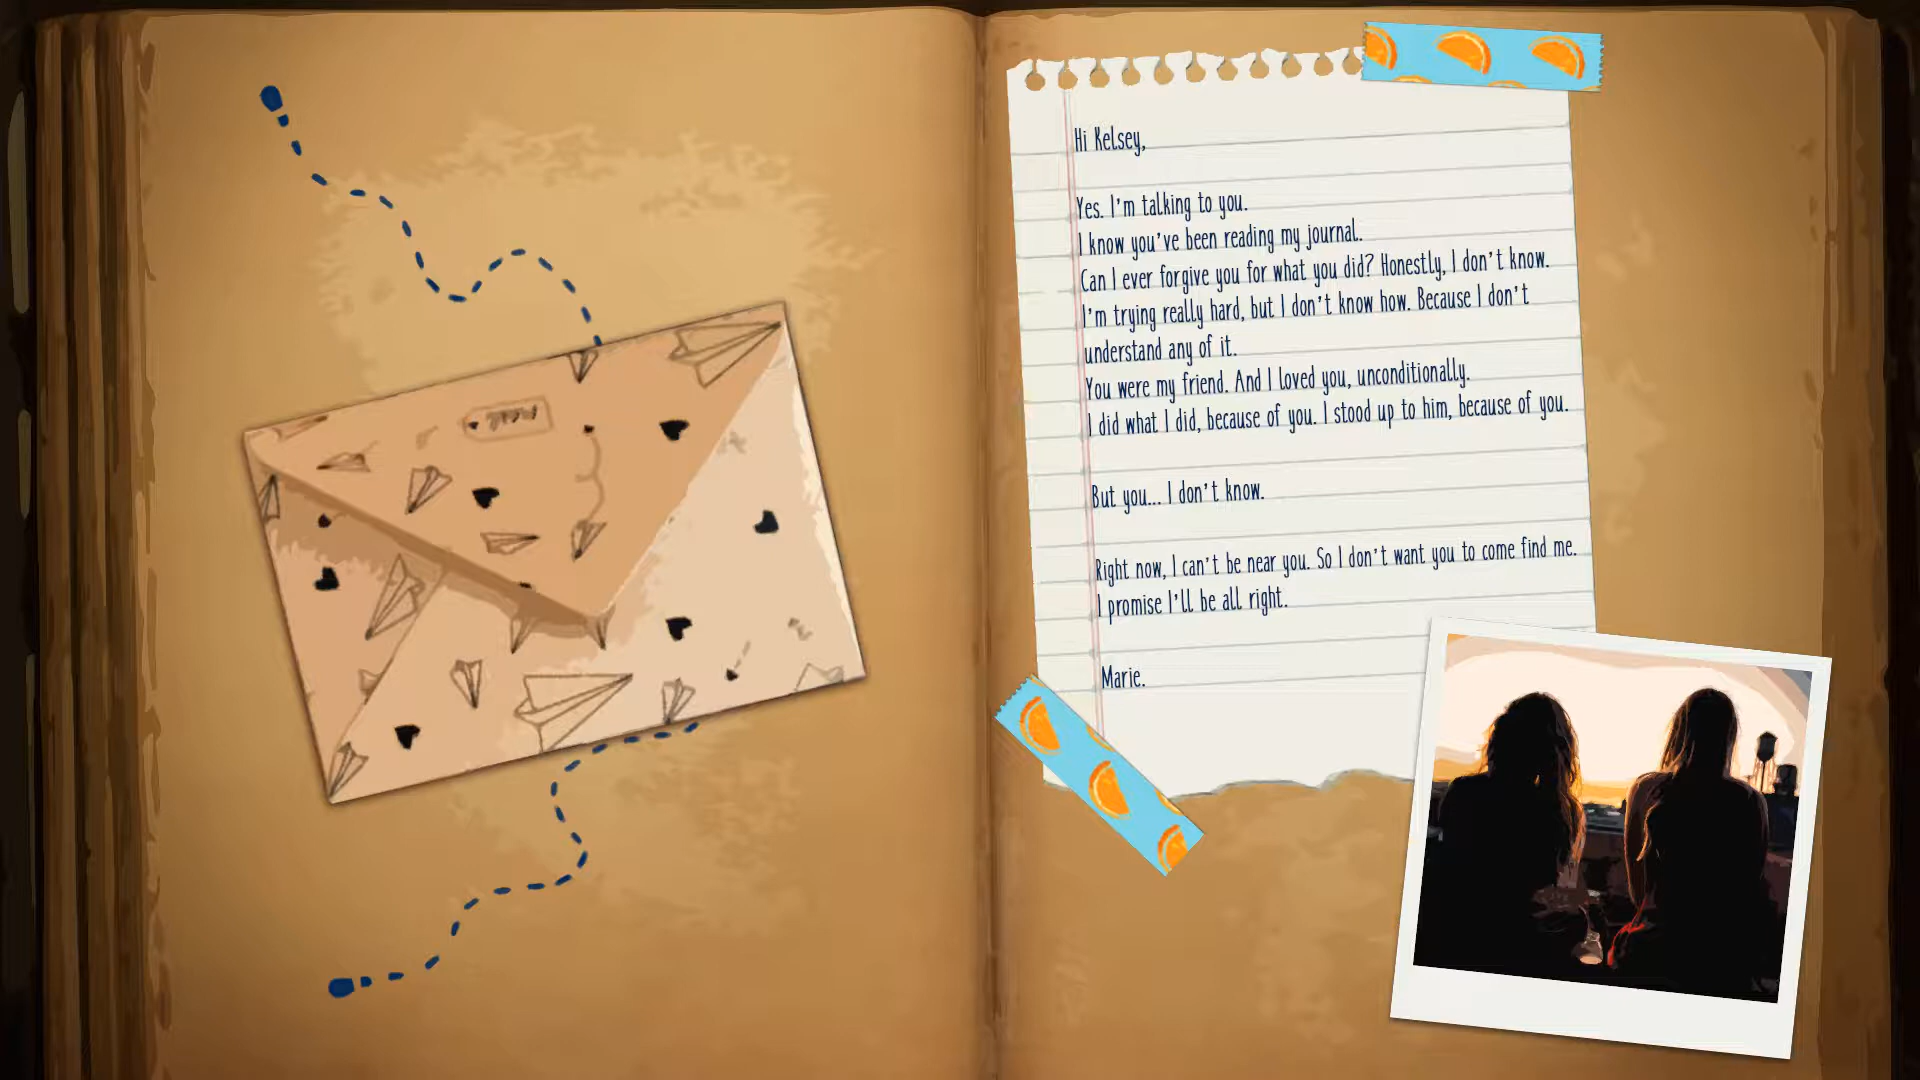 Hi Kelsey,
Yes. I'm talking to you.
I know you've been reading my journal.
Can I ever forgive you for what you did? Honestly, I don't know.
I'm trying really hard, but I don't know how. Because I don't
understand any of it.
You were my friend. And I loved you, unconditionally.
I did what I did, because of you. I stood up to him, because of you.
But you... I don't know.
Right now, I can't be near you. So I don't want you to come find me.
I promise I'll be all right.
Marie.